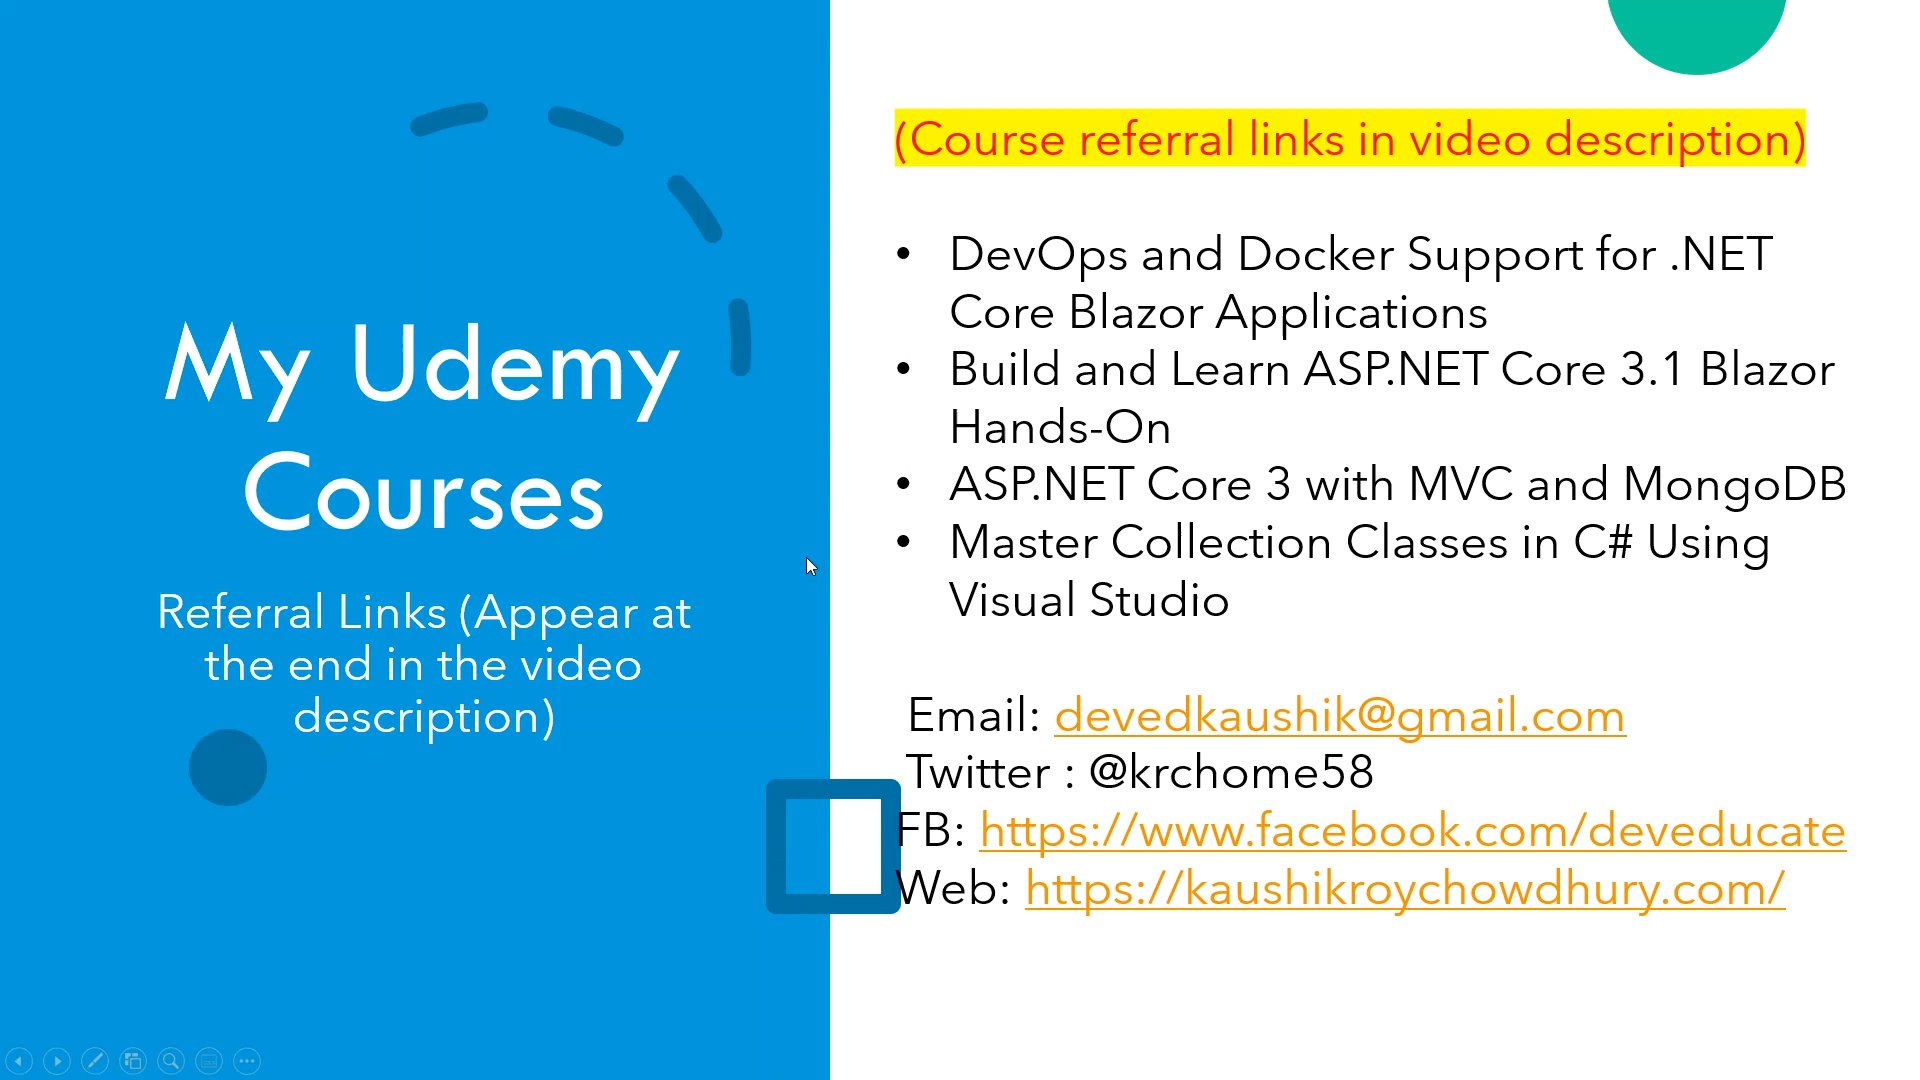 My Udemy
Courses
Referral Links (Appear at
the end in the video
description)
(Course referral links in video description)
• DevOps and Docker Support for .NET
Core Blazor Applications
• Build and Learn ASP.NET Core 3.1 Blazor
Hands-On
• ASP.NET Core 3 with MVC and MongoDB
• Master Collection Classes in C# Using
Visual Studio
Email: devedkaushik@gmail.com
Twitter : @krchome58
FB: https://www.facebook.com/deveducate
Web: https://kaushikroychowdhury.com/